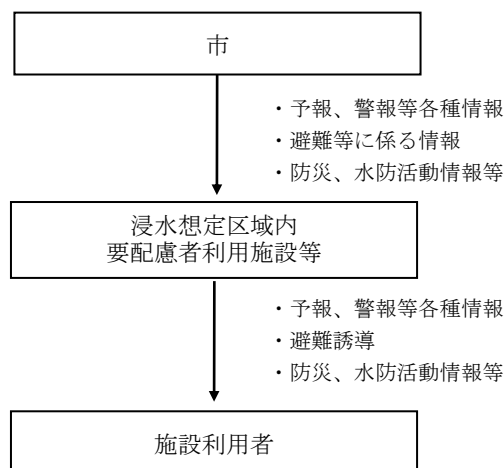 市
・予報、警報等各種情報
・避難等に係る情報
・防災、水防活動情報等
浸水想定区域内
要配慮者利用施設等
・予報、警報等各種情報
・避難誘導
・防災、水防活動情報等
施設利用者